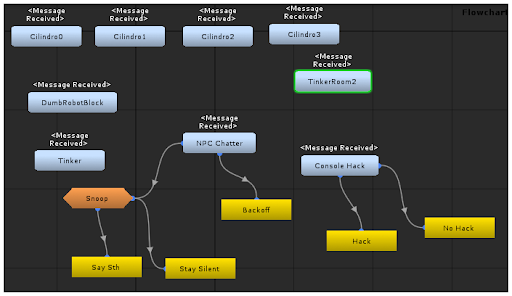 <Message Received>
Cilindro0
<Message Received>
Cilindro1
<Message Received>
Cilindro2
<Message Received>
Cilindro3
Flowchart
<Message Received>
TinkerRoom2
<Message Received>
DumbRobotBlock
<Message Received>
Tinker
<Message Received>
NPC Chatter
<Message Received>
Console Hack
Snoop
Backoff
Hack
No Hack
Say Sth
Stay Silent